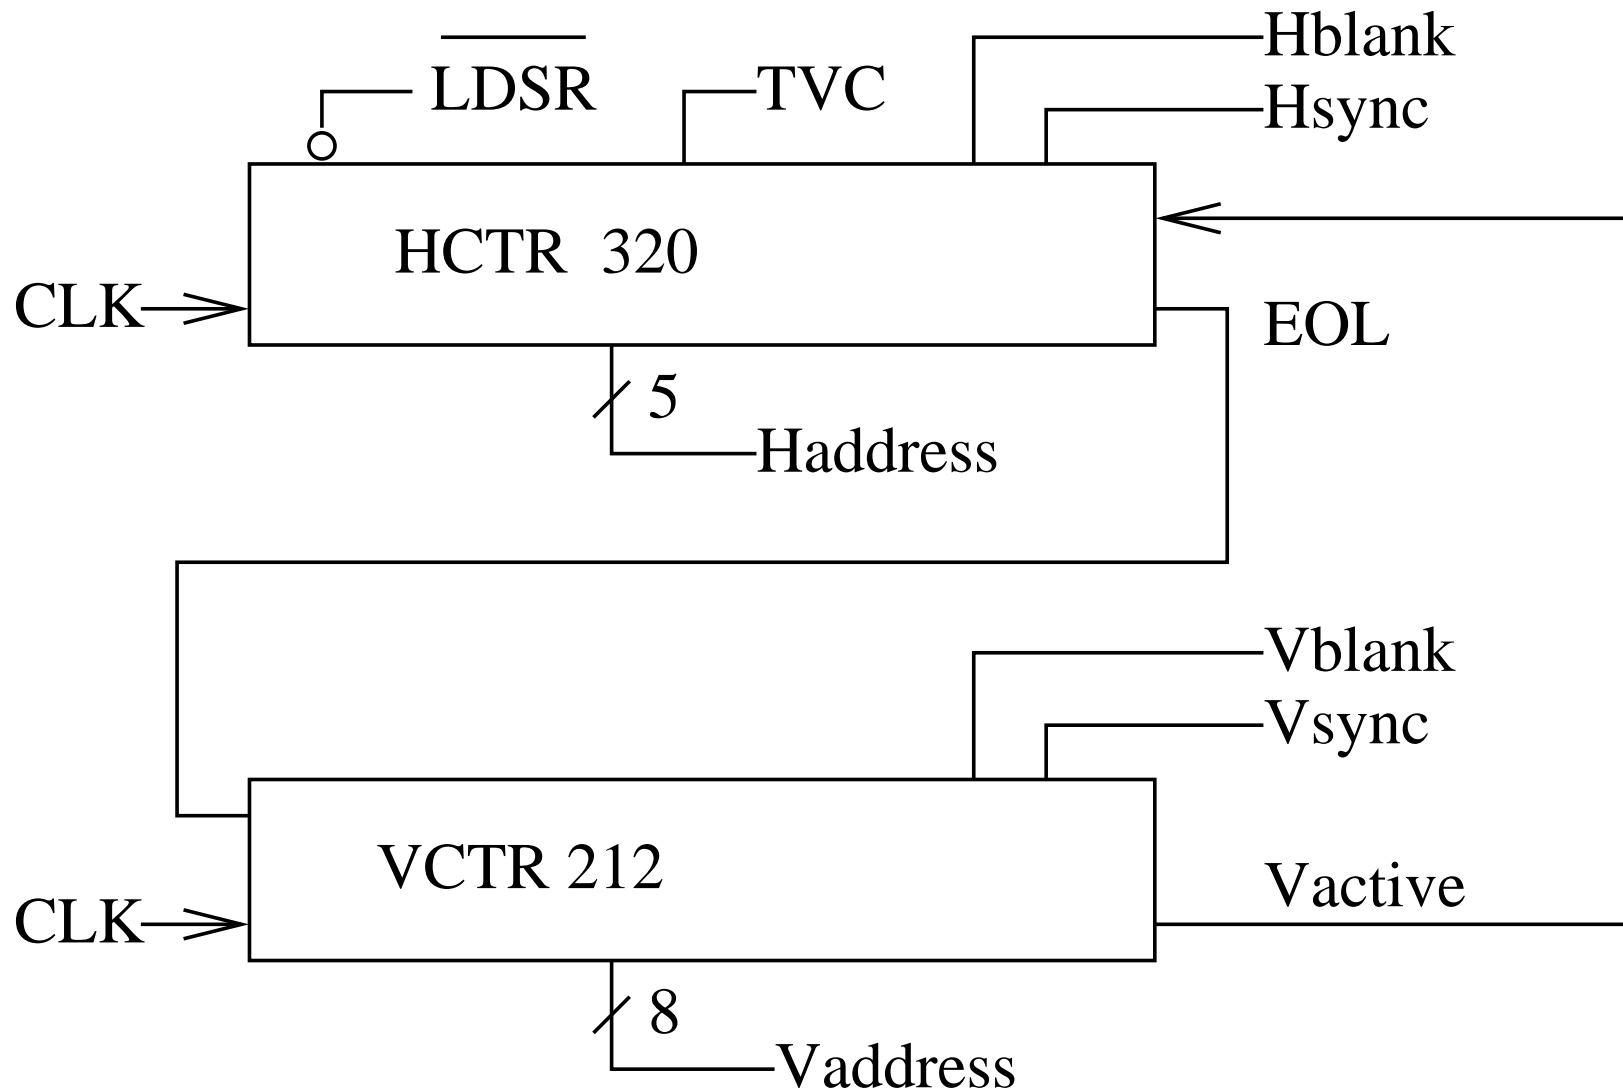 Hblank
LDSR
TVC
Hsync
HCTR 320
CLK
EOL
5
Haddress
Vblank
Vsync
VCTR 212
Vactive
CLK
8
Vaddress